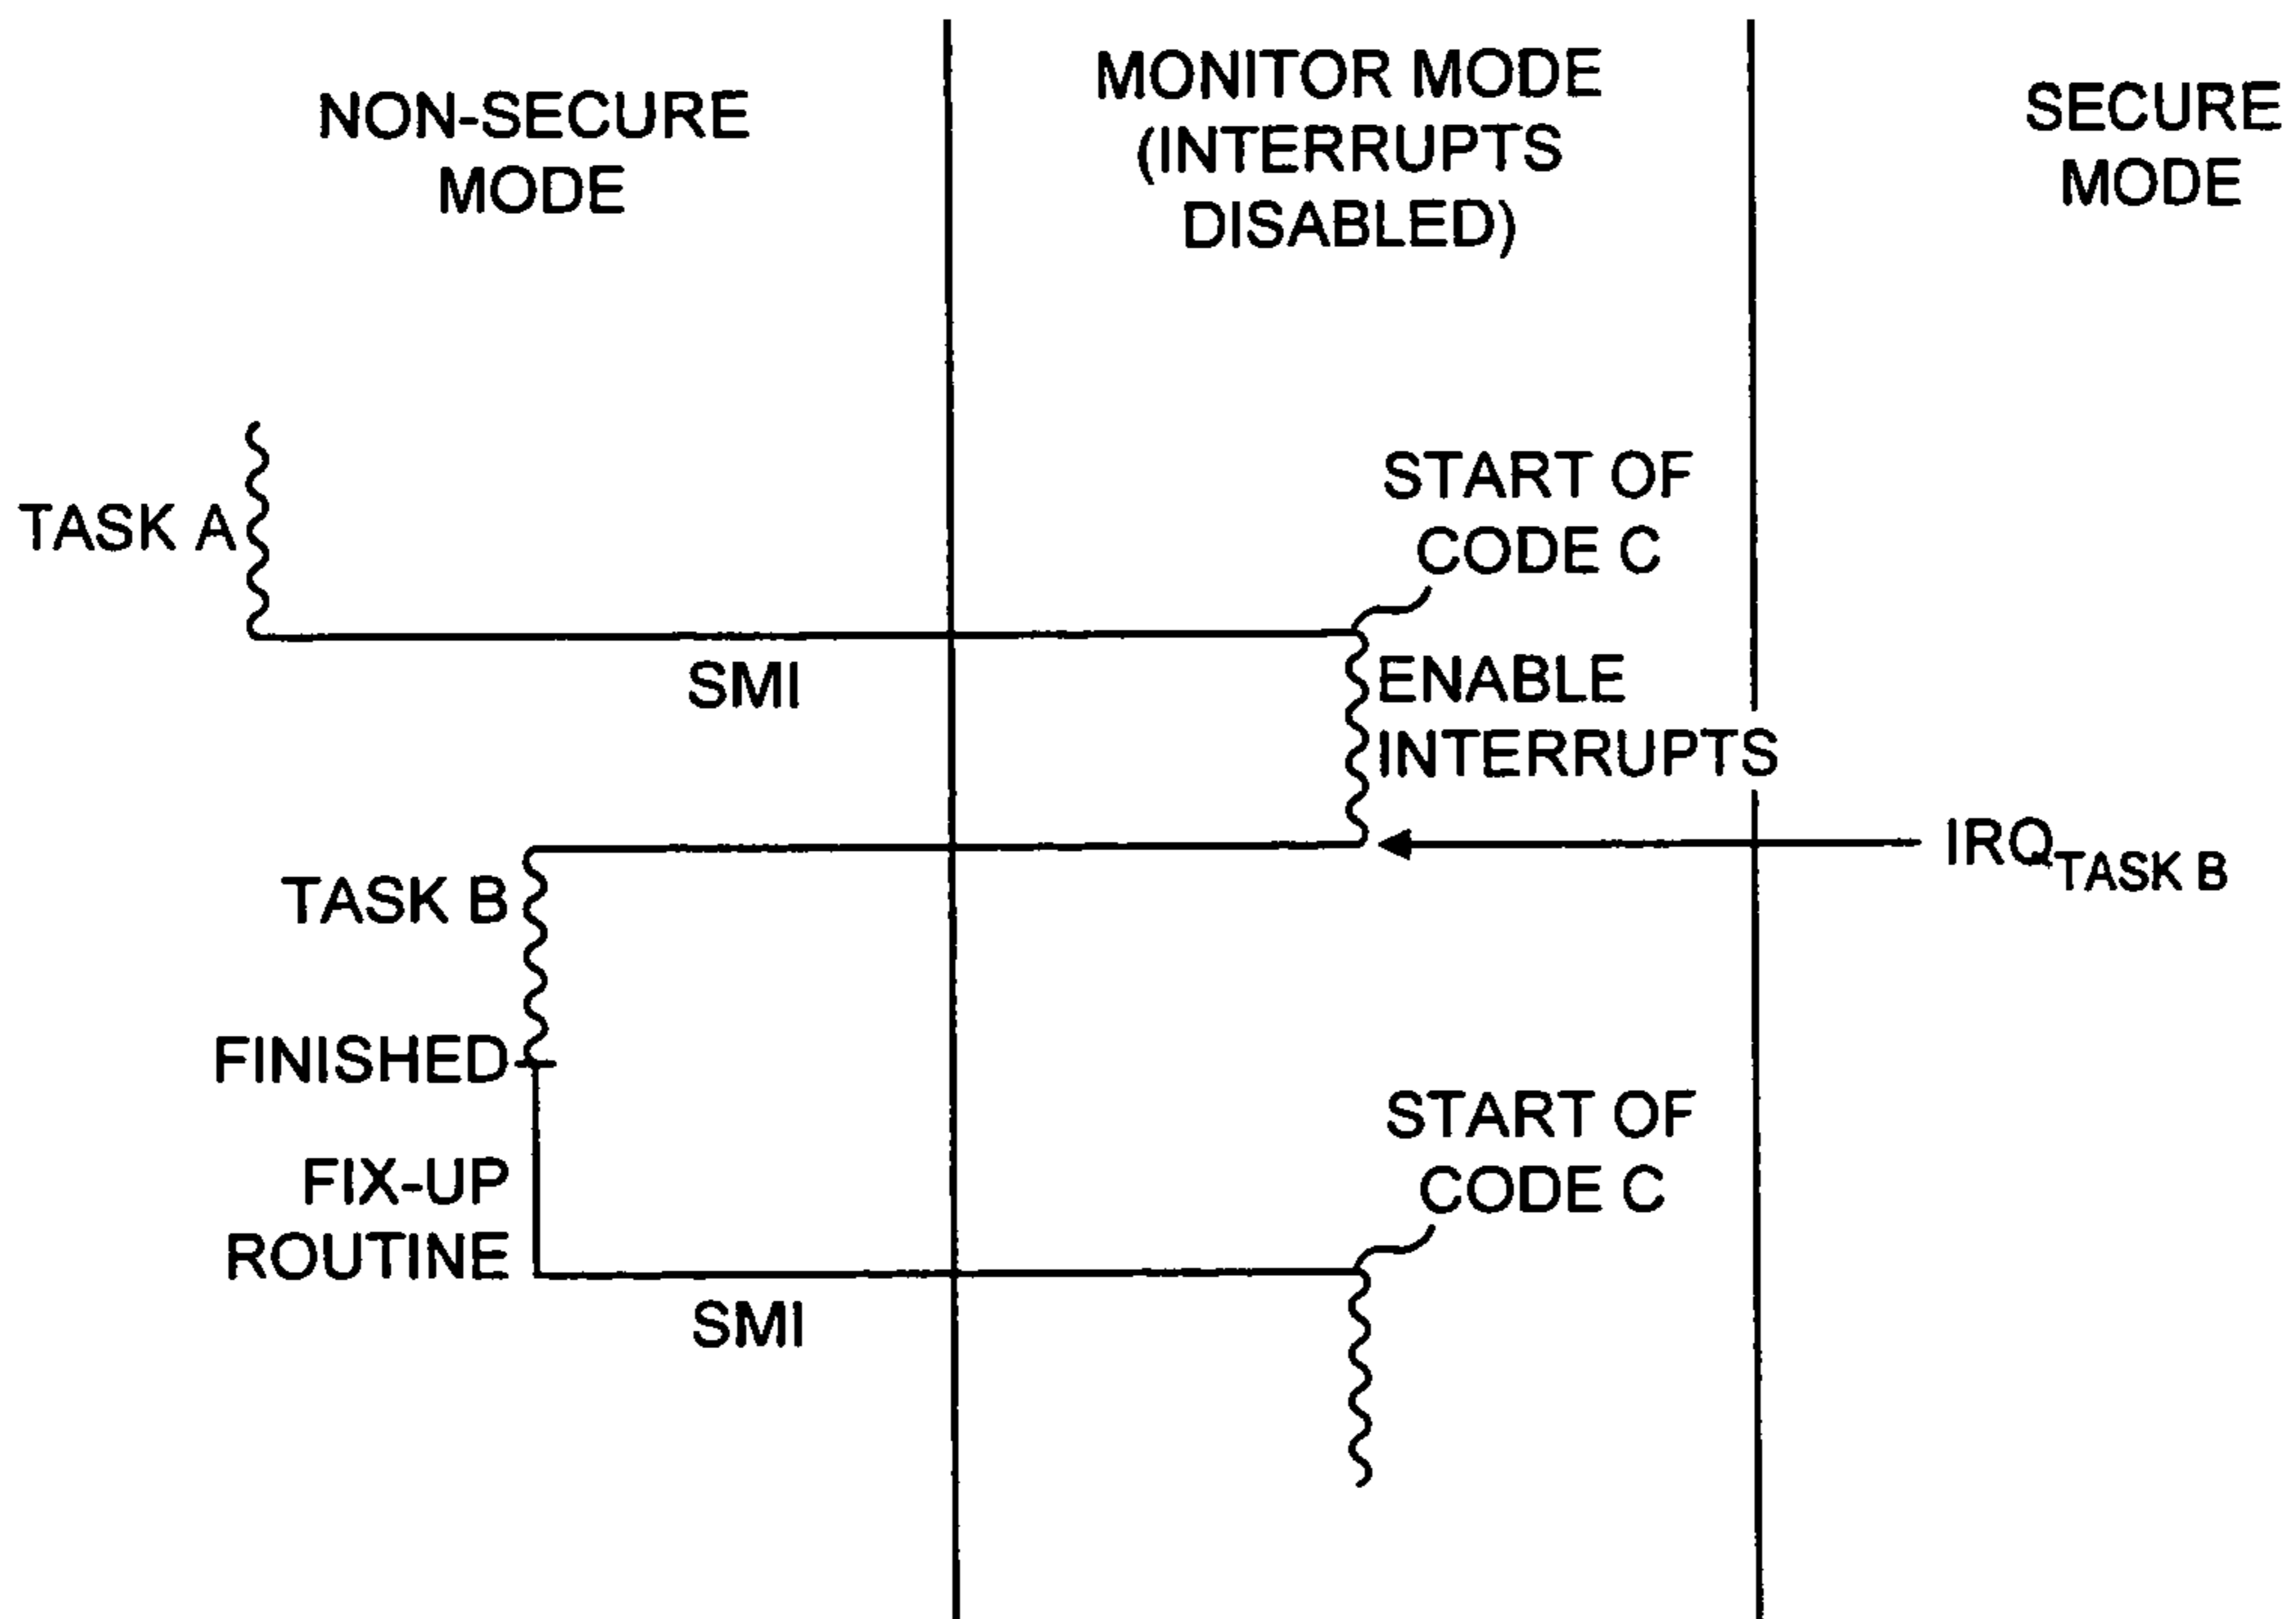 NON-SECURE
MODE
MONITOR MODE
(INTERRUPTS
DISABLED)
SECURE
MODE
TASK A
START OF
CODE C
SMI
ENABLE
INTERRUPTS
IRQTASK B
TASK B
FINISHED
FIX-UP
ROUTINE
START OF
CODE C
SMI